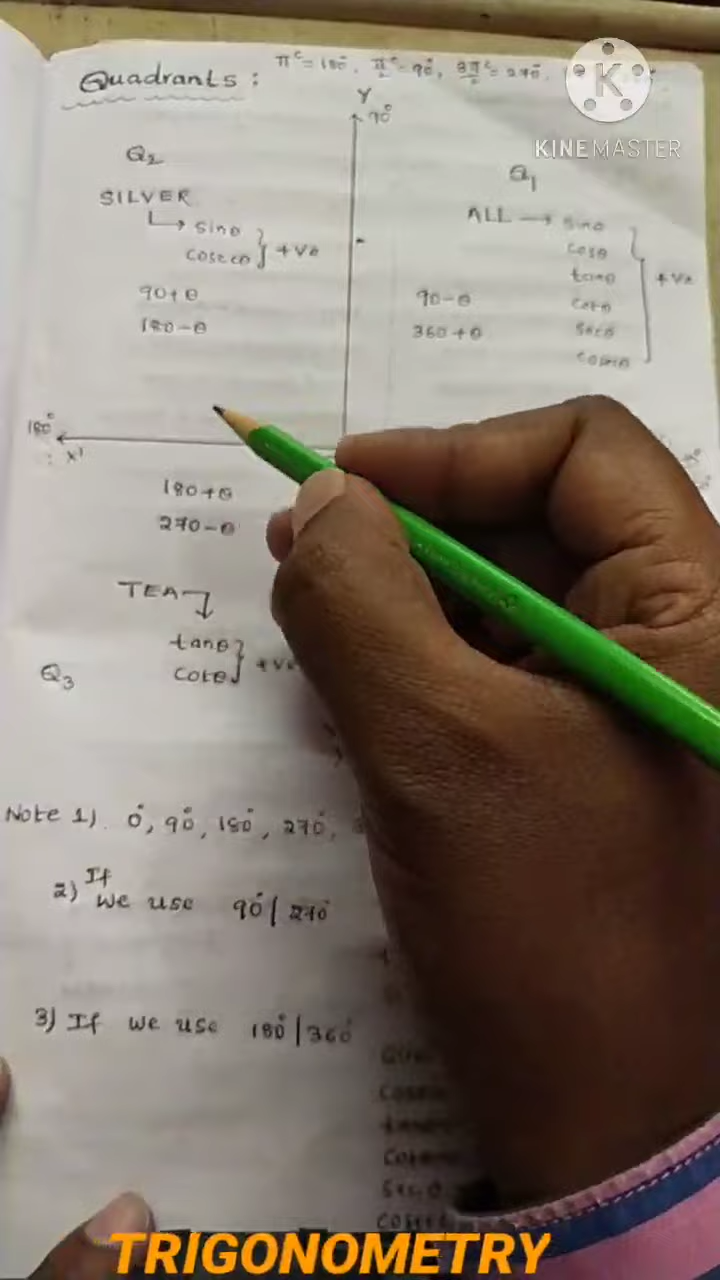 Quadrants:
π^c = 180°, π^c/2 = 90°, 3π^c/2 = 270°,
KINEMASTER
Y
90°
Q2
SILVER
sinθ
cosecθ
+ve
90+θ
180-θ
Q1
ALL → sinθ
cosθ
tanθ
cotθ
secθ
cosecθ
+ve
90-θ
360+θ
180°
X'
180+θ
270-θ
TEA
tanθ
cotθ
+ve
Q3
Note 1) 0°, 90°, 180°, 270°,
2) If we use 90°/270°
3) If we use 180°/360°
TRIGONOMETRY